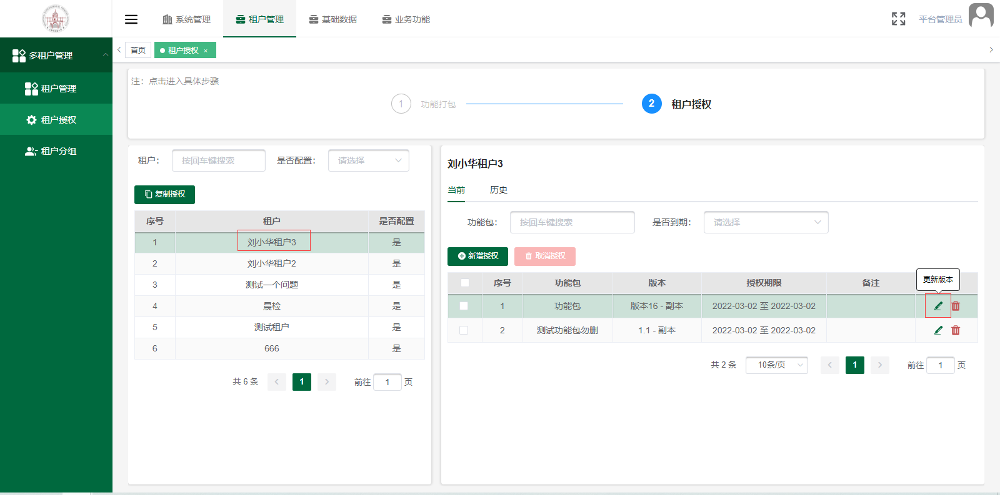 系统管理 租户管理 基础数据 业务功能 平台管理员
首页 租户授权 ×
多租户管理
租户管理
租户授权
租户分组
注：点击进入具体步骤
1 功能打包 2 租户授权
租户： 按回车键搜索 是否配置： 请选择
复制授权
序号 租户 是否配置
1 刘小华租户3 是
2 刘小华租户2 是
3 测试一个问题 是
4 晨检 是
5 测试租户 是
6 666 是
共 6 条 1 前往 1 页
刘小华租户3
当前 历史
功能包： 按回车键搜索 是否到期： 请选择
新增授权 取消授权
更新版本
序号 功能包 版本 授权期限 备注
1 功能包 版本16 - 副本 2022-03-02 至 2022-03-02
2 测试功能包勿删 1.1 - 副本 2022-03-02 至 2022-03-02
共 2 条 10条/页 1 前往 1 页